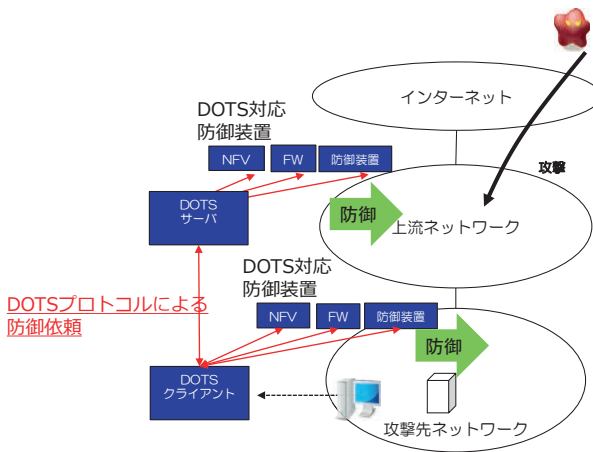 インターネット
DOTS対応
防御装置
NFV
FW
防御装置
攻撃
DOTS
サーバ
防御
上流ネットワーク
DOTS対応
防御装置
DOTSプロトコルによる
防御依頼
NFV
FW
防御装置
防御
DOTS
クライアント
攻撃先ネットワーク